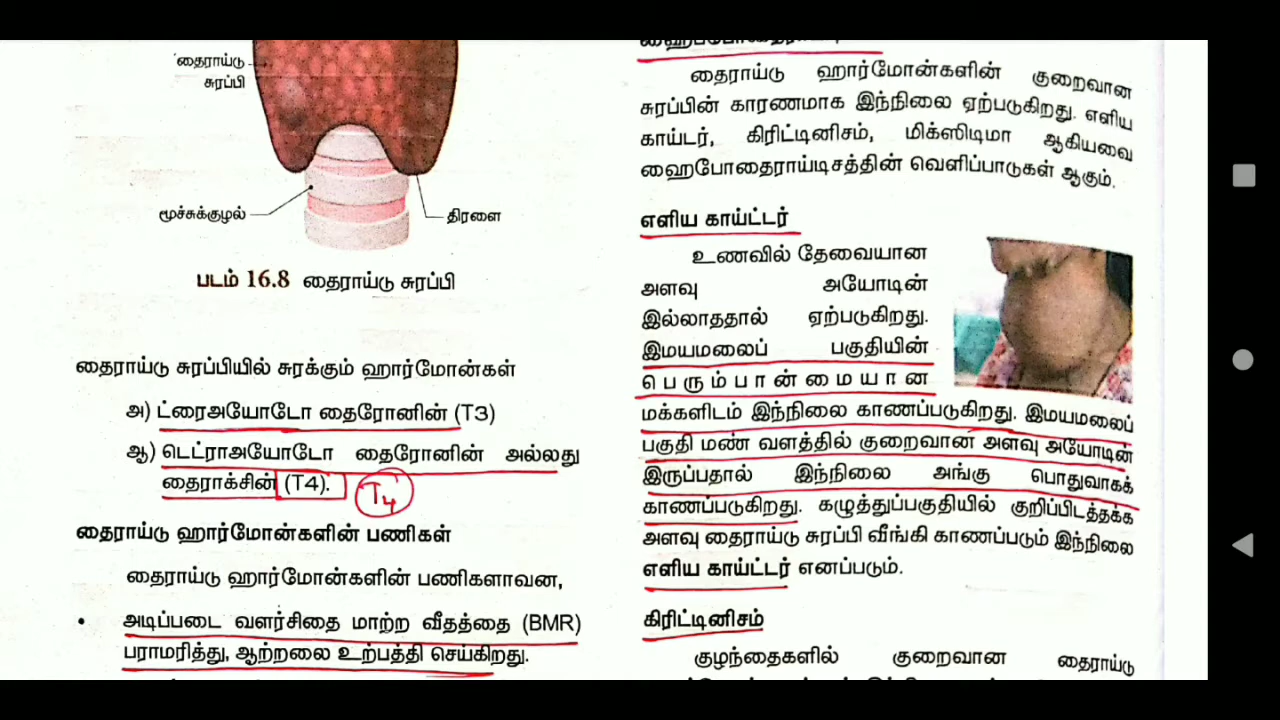 தைராய்டு
சுரப்பி
மூச்சுக்குழல்
திரளை
படம் 16.8 தைராய்டு சுரப்பி
தைராய்டு சுரப்பியில் சுரக்கும் ஹார்மோன்கள்
அ) ட்ரைஅயோடோ தைரோனின் (T3)
ஆ) டெட்ராஅயோடோ தைரோனின் அல்லது
தைராக்சின் (T4).
T4
தைராய்டு ஹார்மோன்களின் பணிகள்
தைராய்டு ஹார்மோன்களின் பணிகளாவன,
• அடிப்படை வளர்சிதை மாற்ற வீதத்தை (BMR)
பராமரித்து, ஆற்றலை உற்பத்தி செய்கிறது.
தைராய்டு ஹார்மோன்களின் குறைவான
சுரப்பின் காரணமாக இந்நிலை ஏற்படுகிறது. எளிய
காய்டர், கிரிட்டினிசம், மிக்ஸிடிமா ஆகியவை
ஹைபோதைராய்டிசத்தின் வெளிப்பாடுகள் ஆகும்.
எளிய காய்ட்டர்
உணவில் தேவையான
அளவு அயோடின்
இல்லாததால் ஏற்படுகிறது.
இமயமலைப் பகுதியின்
பெரும்பான்மையான
மக்களிடம் இந்நிலை காணப்படுகிறது. இமயமலைப்
பகுதி மண் வளத்தில் குறைவான அளவு அயோடின்
இருப்பதால் இந்நிலை அங்கு பொதுவாகக்
காணப்படுகிறது. கழுத்துப்பகுதியில் குறிப்பிடத்தக்க
அளவு தைராய்டு சுரப்பி வீங்கி காணப்படும் இந்நிலை
எளிய காய்ட்டர் எனப்படும்.
கிரிட்டினிசம்
குழந்தைகளில் குறைவான தைராய்டு